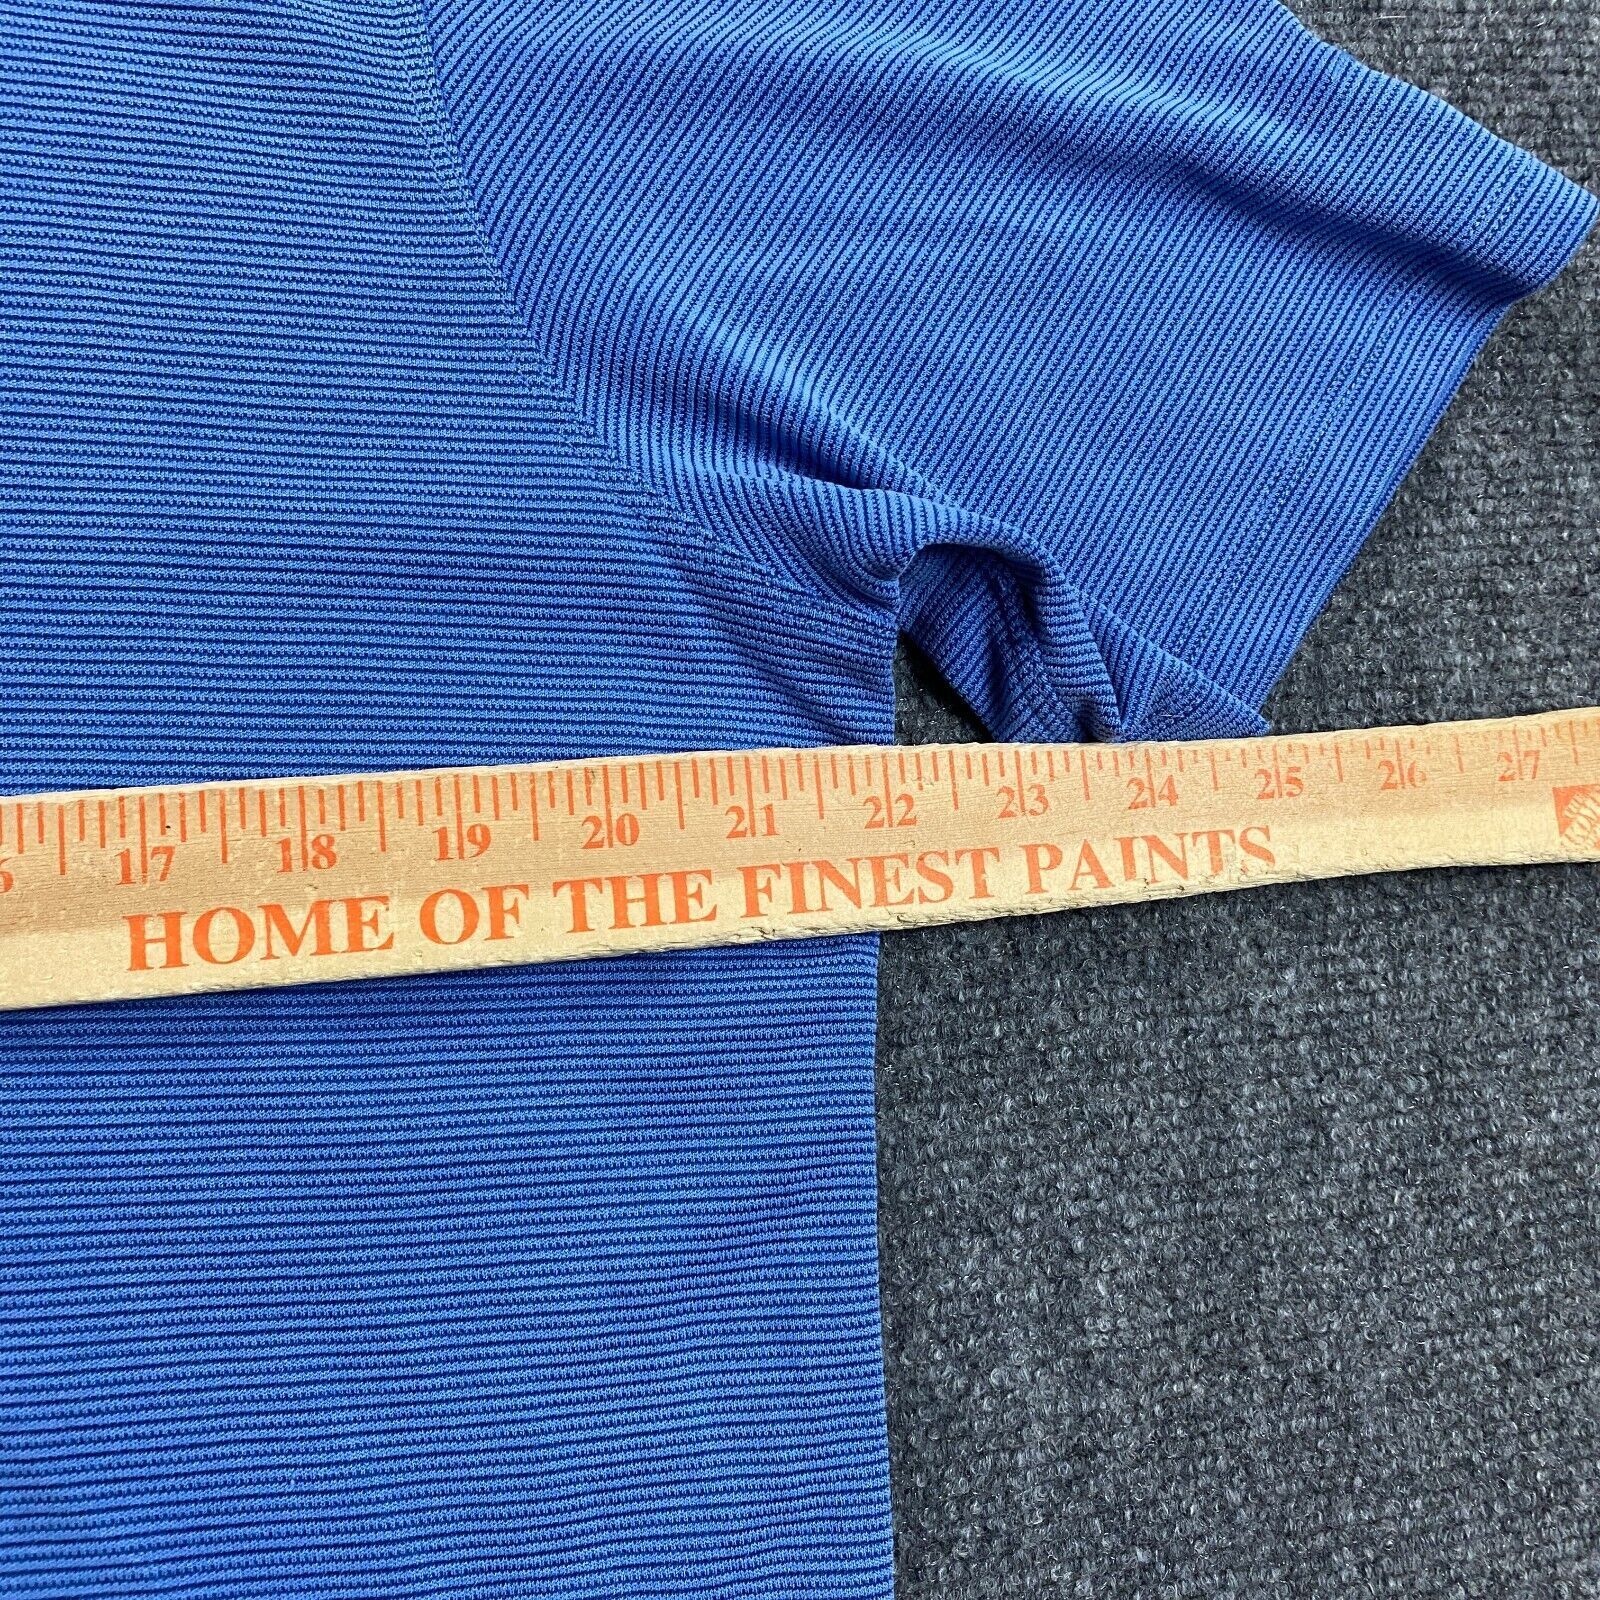 17 18 19 20 21 22 23 24 25 26 27
HOME OF THE FINEST PAINTS